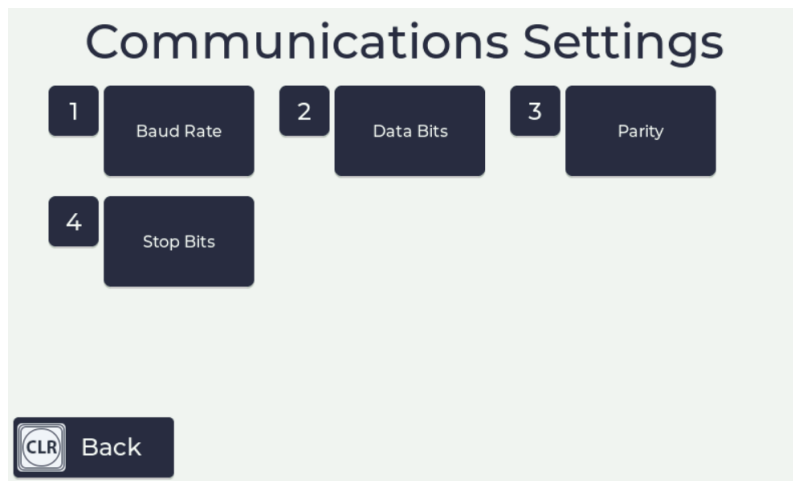 Communications Settings
1 Baud Rate
2 Data Bits
3 Parity
4 Stop Bits
CLR Back